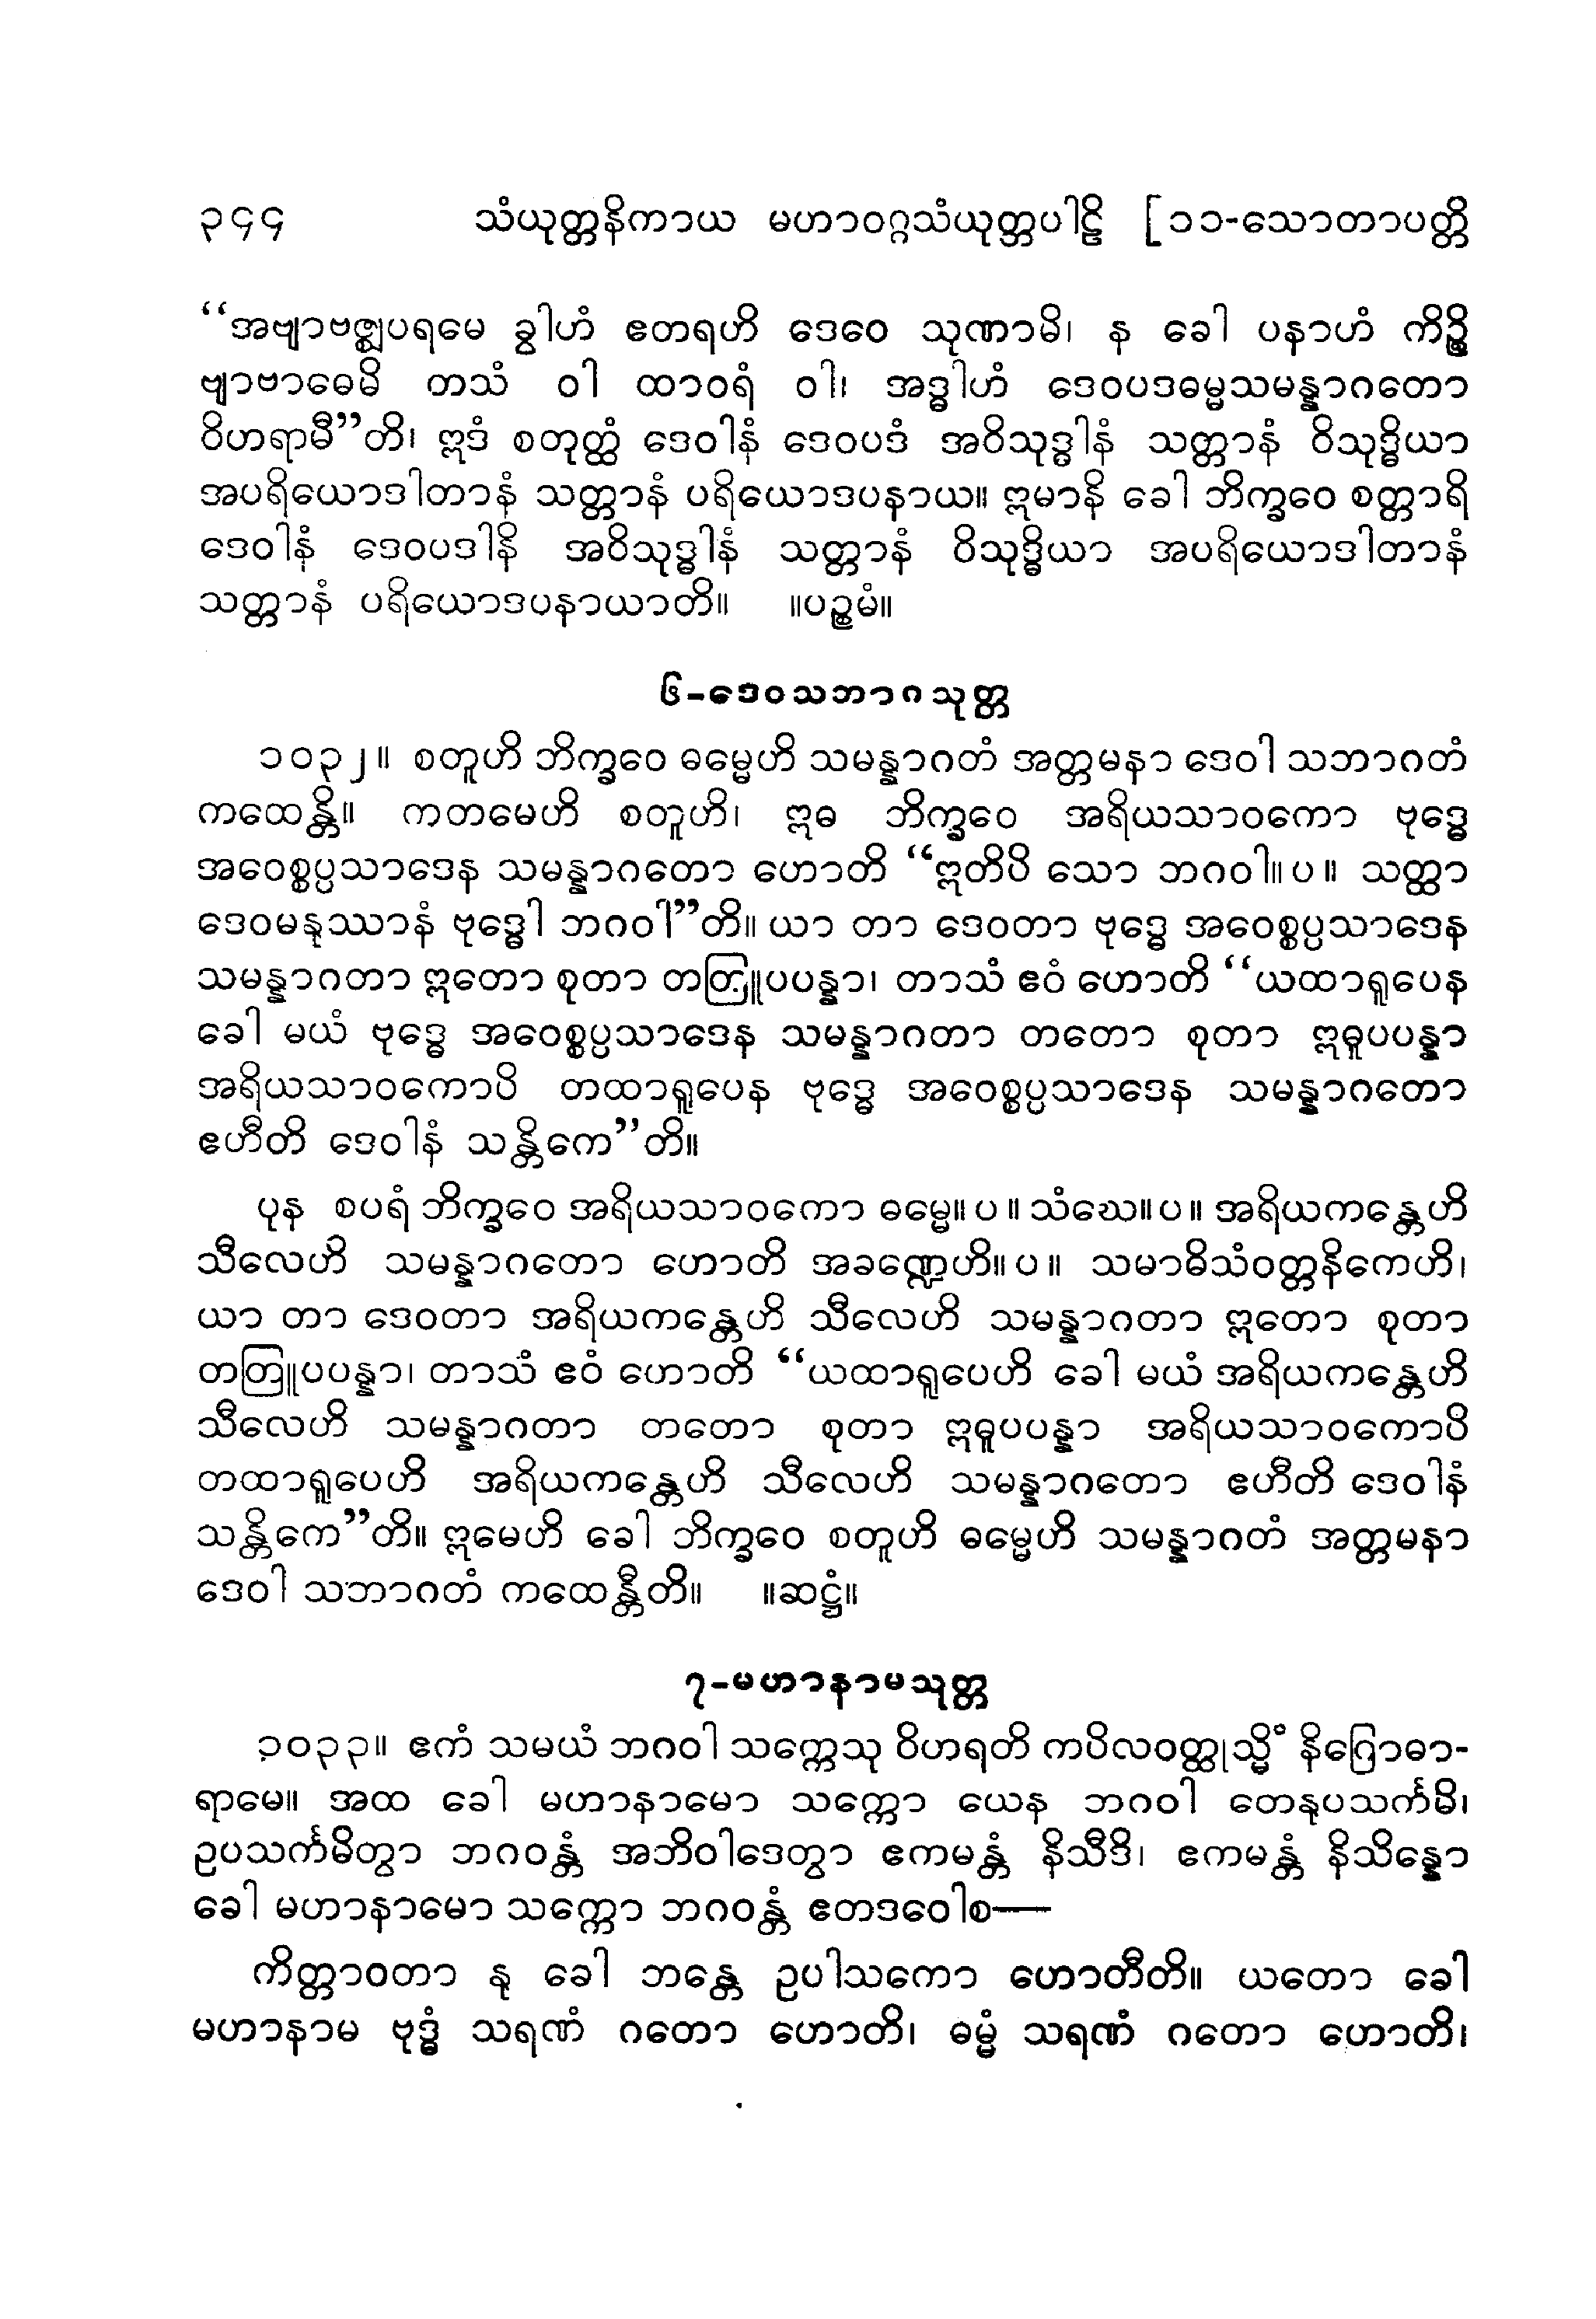 ၃၄၄ သံယုတ္တနိကာယ မဟာဝဂ္ဂသံယုတ္တပါဠိ [၁၁-သောတာပတ္တိ
“အဗျာဗဇ္ဈပရမေ ခွါဟံ ဧတရဟိ ဒေဝေ သုဏာမိ၊ န ခေါ ပနာဟံ ကိဉ္စိ
ဗျာဗာဓေမိ တသံ ဝါ ထာဝရံ ဝါ၊ အဒ္ဓါဟံ ဒေဝပဒဓမ္မသမန္နာဂတော
ဝိဟရာမီ”တိ၊ ဣဒံ စတုတ္ထံ ဒေဝါနံ ဒေဝပဒံ အဝိသုဒ္ဓါနံ သတ္တာနံ ဝိသုဒ္ဓိယာ
အပရိယောဒါတာနံ သတ္တာနံ ပရိယောဒပနာယ။ ဣမာနိ ခေါ ဘိက္ခဝေ စတ္တာရိ
ဒေဝါနံ ဒေဝပဒါနိ အဝိသုဒ္ဓါနံ သတ္တာနံ ဝိသုဒ္ဓိယာ အပရိယောဒါတာနံ
သတ္တာနံ ပရိယောဒပနာယာတိ။ ။ပဉ္စမံ။
၆-ဒေဝသဘာဂသုတ္တ
၁၀၃၂။ စတူဟိ ဘိက္ခဝေ ဓမ္မေဟိ သမန္နာဂတံ အတ္တမနာ ဒေဝါ သဘာဂတံ
ကထေန္တိ။ ကတမေဟိ စတူဟိ၊ ဣဓ ဘိက္ခဝေ အရိယသာဝကော ဗုဒ္ဓေ
အဝေစ္စပ္ပသာဒေန သမန္နာဂတော ဟောတိ “ဣတိပိ သော ဘဂဝါ။ပ။ သတ္ထာ
ဒေဝမနုဿာနံ ဗုဒ္ဓေါ ဘဂဝါ”တိ။ ယာ တာ ဒေဝတာ ဗုဒ္ဓေ အဝေစ္စပ္ပသာဒေန
သမန္နာဂတာ ဣတော စုတာ တတြူပပန္နာ၊ တာသံ ဧဝံ ဟောတိ “ယထာရူပေန
ခေါ မယံ ဗုဒ္ဓေ အဝေစ္စပ္ပသာဒေန သမန္နာဂတာ တတော စုတာ ဣဓူပပန္နာ
အရိယသာဝကောပိ တထာရူပေန ဗုဒ္ဓေ အဝေစ္စပ္ပသာဒေန သမန္နာဂတော
ဧဟီတိ ဒေဝါနံ သန္တိကေ”တိ။
ပုန စပရံ ဘိက္ခဝေ အရိယသာဝကော ဓမ္မေ။ပ။ သံဃေ။ပ။ အရိယကန္တေဟိ
သီလေဟိ သမန္နာဂတော ဟောတိ အခဏ္ဍေဟိ။ပ။ သမာဓိသံဝတ္တနိကေဟိ၊
ယာ တာ ဒေဝတာ အရိယကန္တေဟိ သီလေဟိ သမန္နာဂတာ ဣတော စုတာ
တတြူပပန္နာ၊ တာသံ ဧဝံ ဟောတိ “ယထာရူပေဟိ ခေါ မယံ အရိယကန္တေဟိ
သီလေဟိ သမန္နာဂတာ တတော စုတာ ဣဓူပပန္နာ အရိယသာဝကောပိ
တထာရူပေဟိ အရိယကန္တေဟိ သီလေဟိ သမန္နာဂတော ဧဟီတိ ဒေဝါနံ
သန္တိကေ”တိ။ ဣမေဟိ ခေါ ဘိက္ခဝေ စတူဟိ ဓမ္မေဟိ သမန္နာဂတံ အတ္တမနာ
ဒေဝါ သဘာဂတံ ကထေန္တီတိ။ ။ဆဋ္ဌံ။
၇-မဟာနာမသုတ္တ
၁၀၃၃။ ဧကံ သမယံ ဘဂဝါ သက္ကေသု ဝိဟရတိ ကပိလဝတ္ထုသ္မိံ နိဂြောဓာ-
ရာမေ။ အထ ခေါ မဟာနာမော သက္ကော ယေန ဘဂဝါ တေနုပသင်္ကမိ၊
ဥပသင်္ကမိတွာ ဘဂဝန္တံ အဘိဝါဒေတွာ ဧကမန္တံ နိသီဒိ၊ ဧကမန္တံ နိသိန္နော
ခေါ မဟာနာမော သက္ကော ဘဂဝန္တံ ဧတဒဝေါစ—
ကိတ္တာဝတာ နု ခေါ ဘန္တေ ဥပါသကော ဟောတီတိ။ ယတော ခေါ
မဟာနာမ ဗုဒ္ဓံ သရဏံ ဂတော ဟောတိ၊ ဓမ္မံ သရဏံ ဂတော ဟောတိ၊